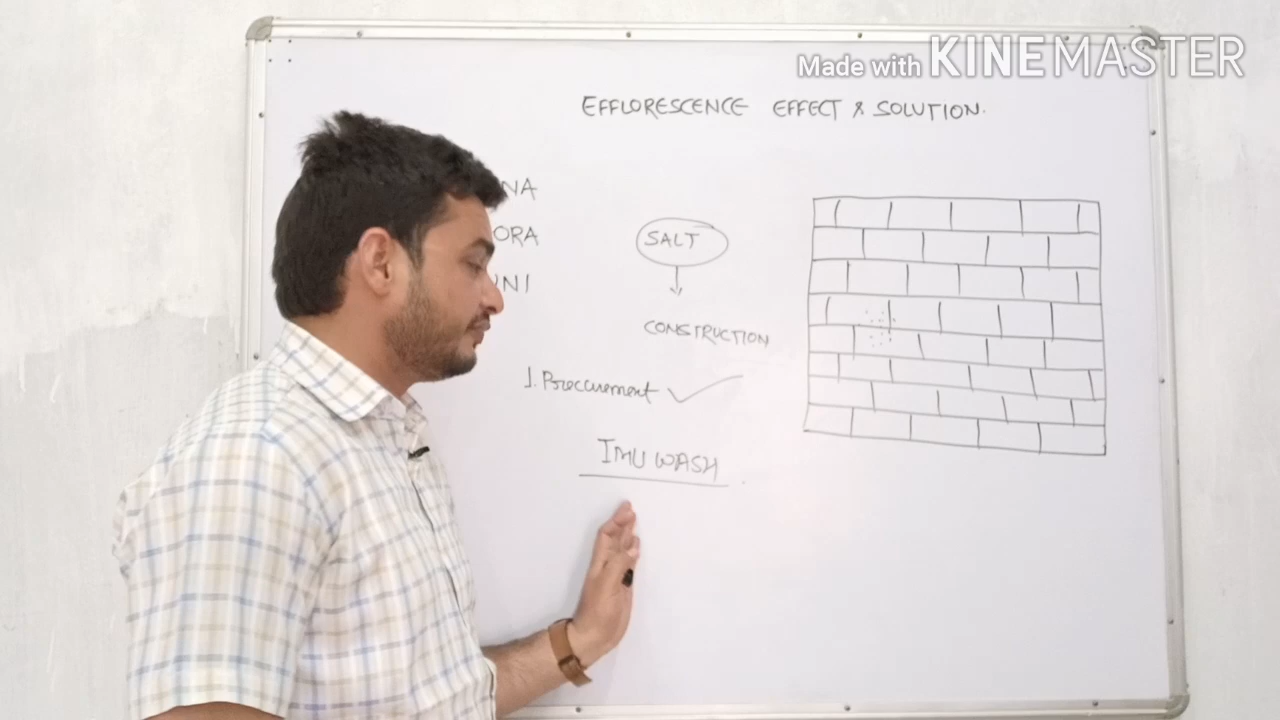 Made with KINEMASTER
EFFLORESCENCE EFFECT & SOLUTION.
NA
ORA
NI
SALT
CONSTRUCTION
1. Procurement
IMU WASH